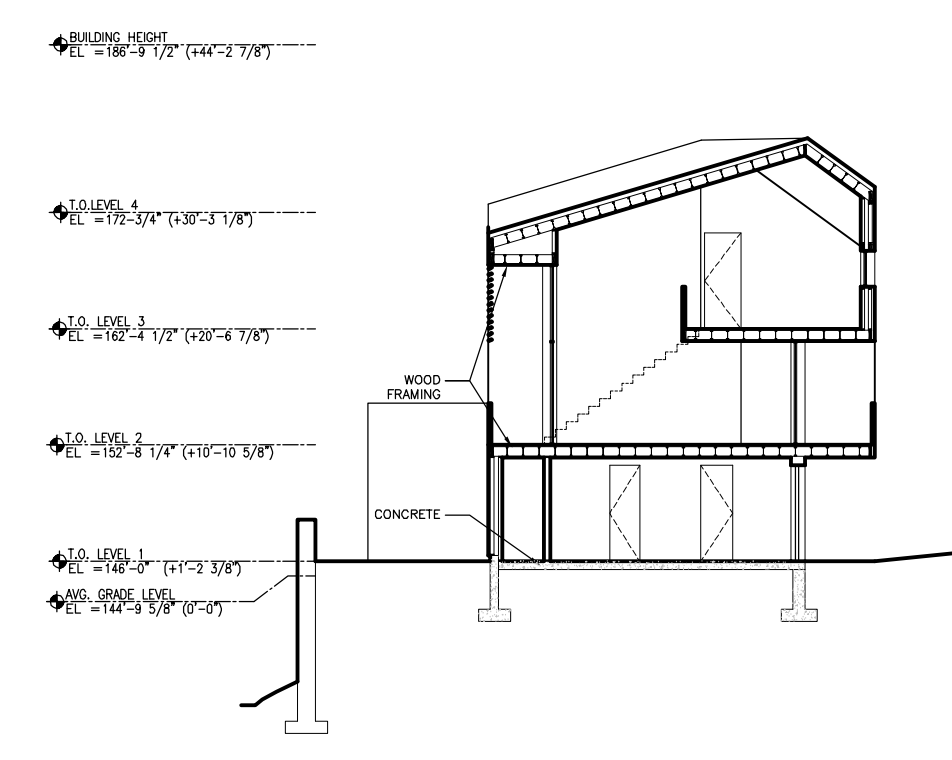 BUILDING HEIGHT
EL =186'-9 1/2" (+44'-2 7/8")
T.O.LEVEL 4
EL =172-3/4" (+30'-3 1/8")
T.O. LEVEL 3
EL =162'-4 1/2" (+20'-6 7/8")
WOOD
FRAMING
T.O. LEVEL 2
EL =152'-8 1/4" (+10'-10 5/8")
CONCRETE
T.O. LEVEL 1
EL =146'-0" (+1'-2 3/8")
AVG. GRADE LEVEL
EL =144'-9 5/8" (0'-0")